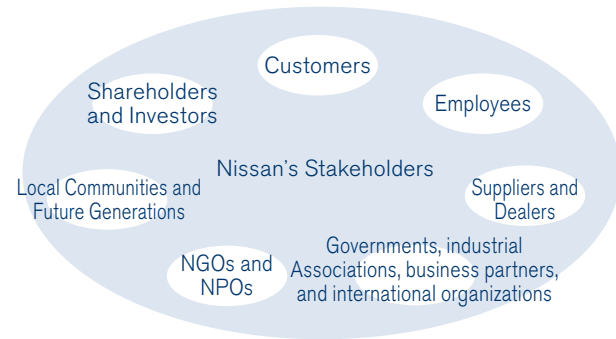 Customers
Shareholders
and Investors
Employees
Nissan's Stakeholders
Local Communities and
Future Generations
Suppliers and
Dealers
NGOs and
NPOs
Governments, industrial
Associations, business partners,
and international organizations